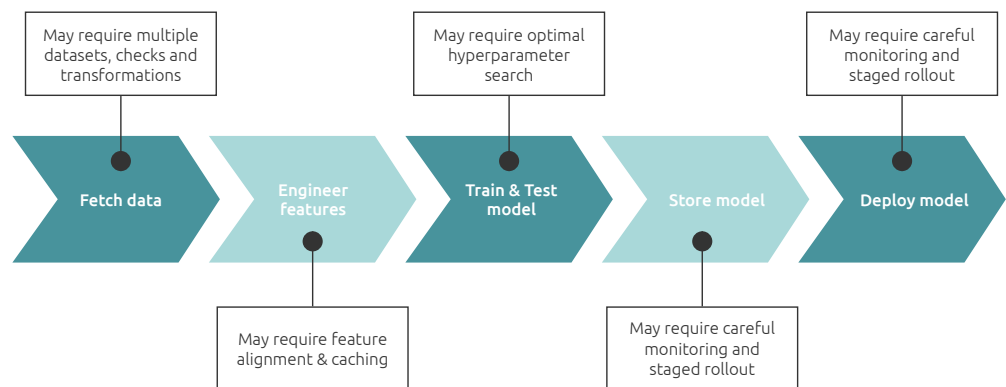 May require multiple
datasets, checks and
transformations
May require optimal
hyperparameter
search
May require careful
monitoring and
staged rollout
Fetch data
Engineer
features
Train & Test
model
Store model
Deploy model
May require feature
alignment & caching
May require careful
monitoring and
staged rollout